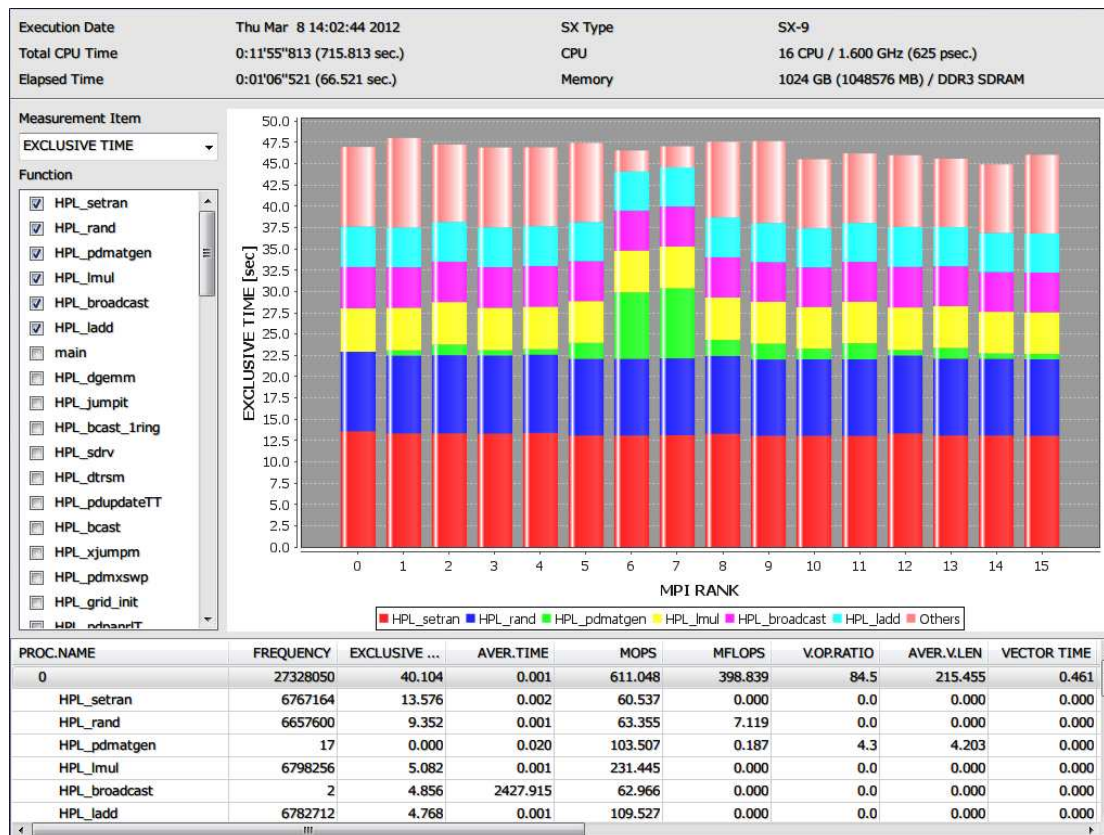 Execution Date Thu Mar 8 14:02:44 2012 SX Type SX-9
Total CPU Time 0:11'55"813 (715.813 sec.) CPU 16 CPU / 1.600 GHz (625 psec.)
Elapsed Time 0:01'06"521 (66.521 sec.) Memory 1024 GB (1048576 MB) / DDR3 SDRAM
Measurement Item
EXCLUSIVE TIME
Function
HPL_setran
HPL_rand
HPL_pdmatgen
HPL_lmul
HPL_broadcast
HPL_ladd
main
HPL_dgemm
HPL_jumpit
HPL_bcast_1ring
HPL_sdrv
HPL_dtrsm
HPL_pdupdateTT
HPL_bcast
HPL_xjumpm
HPL_pdmxswp
HPL_grid_init
HPL_pdpanrlT
EXCLUSIVE TIME [sec]
50.0
47.5
45.0
42.5
40.0
37.5
35.0
32.5
30.0
27.5
25.0
22.5
20.0
17.5
15.0
12.5
10.0
7.5
5.0
2.5
0.0
0 1 2 3 4 5 6 7 8 9 10 11 12 13 14 15
MPI RANK
HPL_setran HPL_rand HPL_pdmatgen HPL_lmul HPL_broadcast HPL_ladd Others
PROC.NAME FREQUENCY EXCLUSIVE ... AVER.TIME MOPS MFLOPS V.OP.RATIO AVER.V.LEN VECTOR TIME
0 27328050 40.104 0.001 611.048 398.839 84.5 215.455 0.461
HPL_setran 6767164 13.576 0.002 60.537 0.000 0.0 0.000 0.000
HPL_rand 6657600 9.352 0.001 63.355 7.119 0.0 0.000 0.000
HPL_pdmatgen 17 0.000 0.020 103.507 0.187 4.3 4.203 0.000
HPL_lmul 6798256 5.082 0.001 231.445 0.000 0.0 0.000 0.000
HPL_broadcast 2 4.856 2427.915 62.966 0.000 0.0 0.000 0.000
HPL_ladd 6782712 4.768 0.001 109.527 0.000 0.0 0.000 0.000